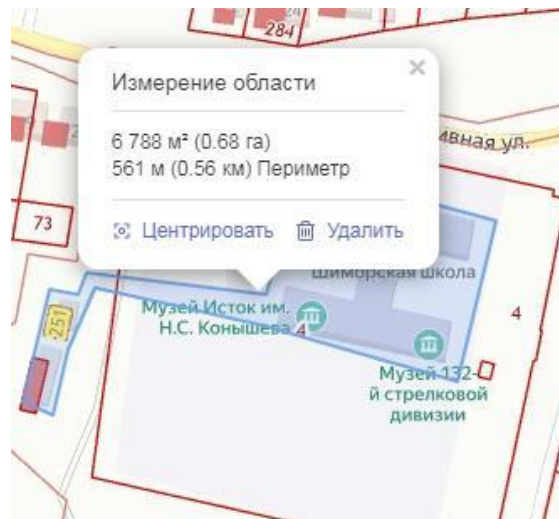 284
Измерение области
6 788 м² (0.68 га)
561 м (0.56 км) Периметр
Центрировать
Удалить
ивная ул.
73
Шиморская школа
251
Музей Исток им.
Н.С. Конышева
4
4
Музей 132-
й стрелковой
дивизии